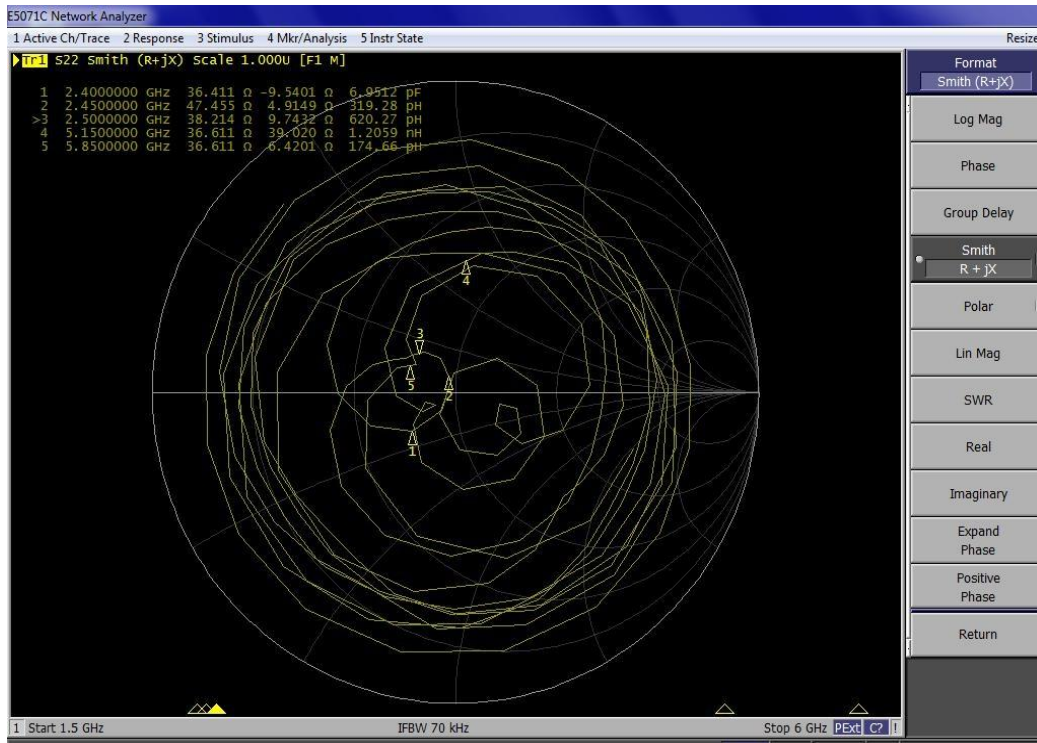 E5071C Network Analyzer
1 Active Ch/Trace 2 Response 3 Stimulus 4 Mkr/Analysis 5 Instr State
Resize
Tr1 S22 Smith (R+jX) Scale 1.000U [F1 M]
1 2.4000000 GHz 36.411 Ω -9.5401 Ω 6.9512 pF
2 2.4500000 GHz 47.455 Ω 4.9149 Ω 319.28 pH
>3 2.5000000 GHz 38.214 Ω 9.7432 Ω 620.27 pH
4 5.1500000 GHz 36.611 Ω 39.020 Ω 1.2059 nH
5 5.8500000 GHz 36.611 Ω 6.4201 Ω 174.66 pH
4
3
5
2
1
Format
Smith (R+jX)
Log Mag
Phase
Group Delay
Smith
R + jX
Polar
Lin Mag
SWR
Real
Imaginary
Expand
Phase
Positive
Phase
Return
1 Start 1.5 GHz
IFBW 70 kHz
Stop 6 GHz PExt C? !